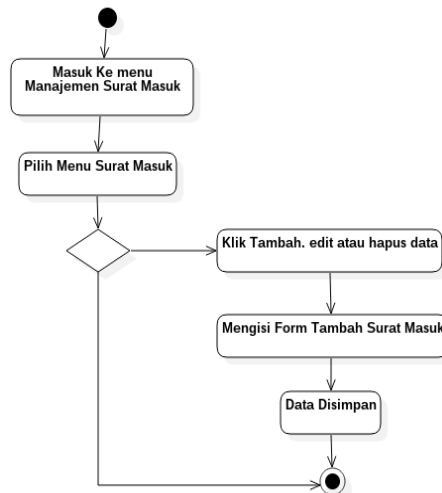 Masuk Ke menu
Manajemen Surat Masuk
Pilih Menu Surat Masuk
Klik Tambah. edit atau hapus data
Mengisi Form Tambah Surat Masuk
Data Disimpan